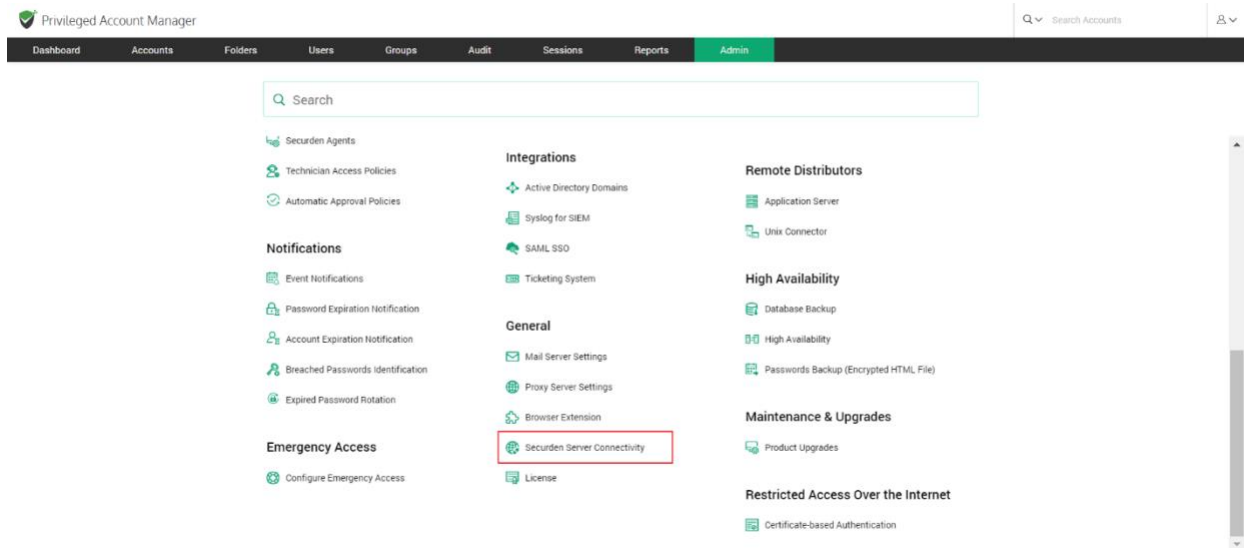 Privileged Account Manager
Search Accounts
Dashboard Accounts Folders Users Groups Audit Sessions Reports Admin
Search
Securden Agents
Technician Access Policies
Automatic Approval Policies
Notifications
Event Notifications
Password Expiration Notification
Account Expiration Notification
Breached Passwords Identification
Expired Password Rotation
Emergency Access
Configure Emergency Access
Integrations
Active Directory Domains
Syslog for SIEM
SAML SSO
Ticketing System
General
Mail Server Settings
Proxy Server Settings
Browser Extension
Securden Server Connectivity
License
Remote Distributors
Application Server
Unix Connector
High Availability
Database Backup
High Availability
Passwords Backup (Encrypted HTML File)
Maintenance & Upgrades
Product Upgrades
Restricted Access Over the Internet
Certificate-based Authentication